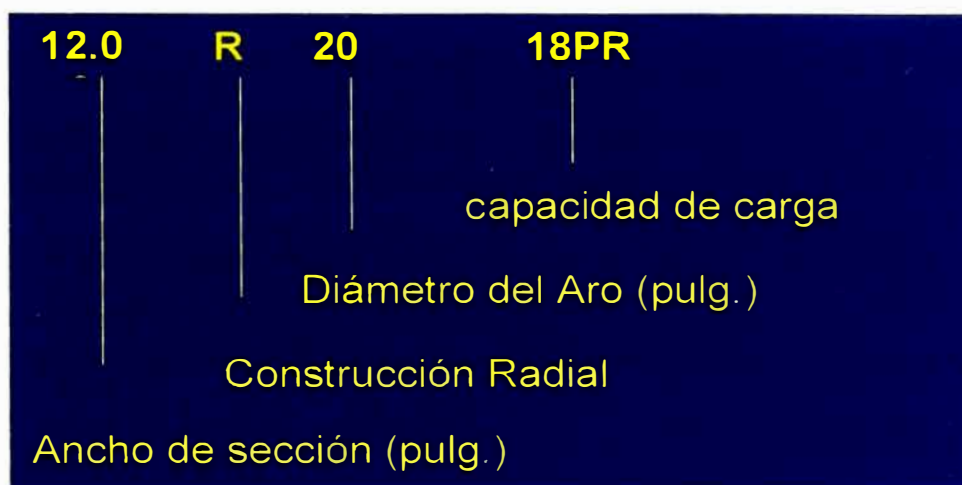 12.0 R 20 18PR
capacidad de carga
Diámetro del Aro (pulg.)
Construcción Radial
Ancho de sección (pulg.)